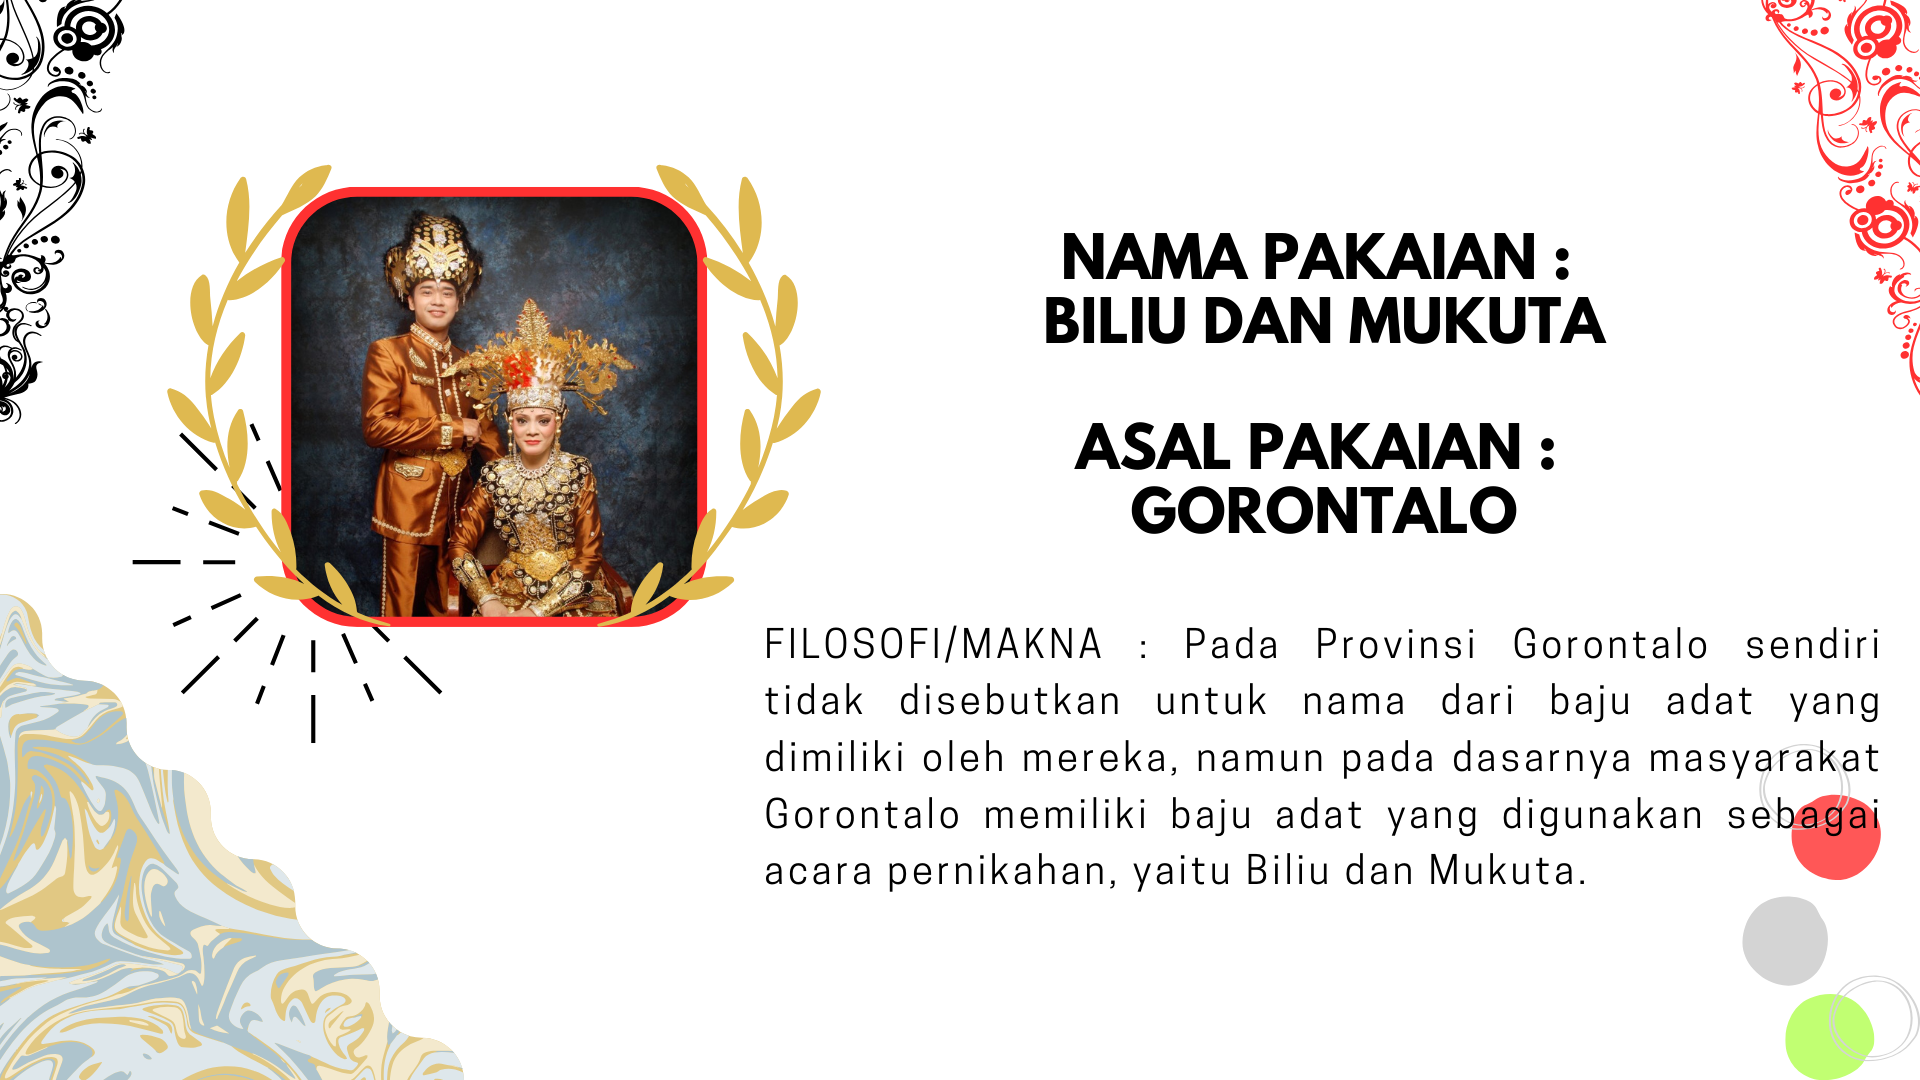 NAMA PAKAIAN :
BILIU DAN MUKUTA
ASAL PAKAIAN :
GORONTALO
FILOSOFI/MAKNA : Pada Provinsi Gorontalo sendiri
tidak disebutkan untuk nama dari baju adat yang
dimiliki oleh mereka, namun pada dasarnya masyarakat
Gorontalo memiliki baju adat yang digunakan sebagai
acara pernikahan, yaitu Biliu dan Mukuta.